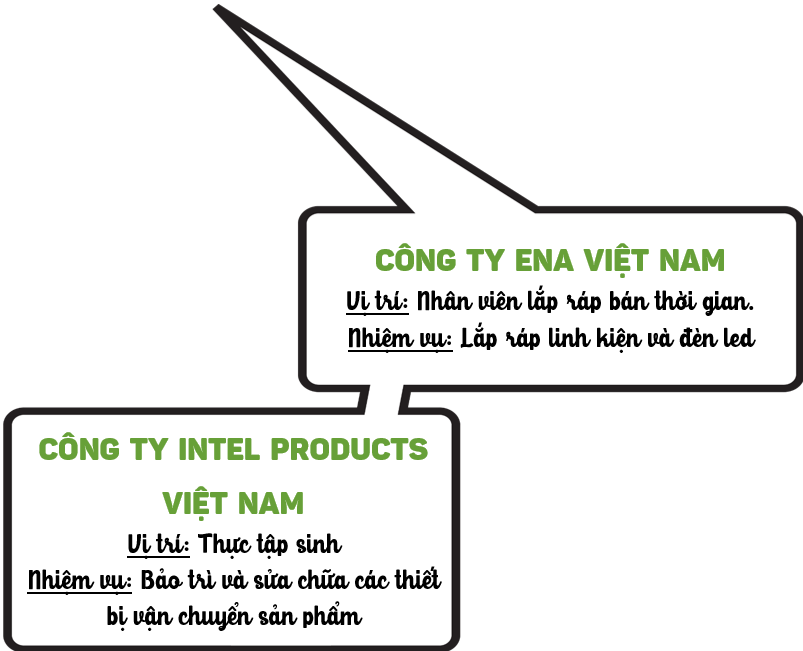 CÔNG TY ENA VIỆT NAM
Vị trí: Nhân viên lắp ráp bán thời gian.
Nhiệm vụ: Lắp ráp linh kiện và đèn led
CÔNG TY INTEL PRODUCTS
VIỆT NAM
Vị trí: Thực tập sinh
Nhiệm vụ: Bảo trì và sửa chữa các thiết
bị vận chuyển sản phẩm